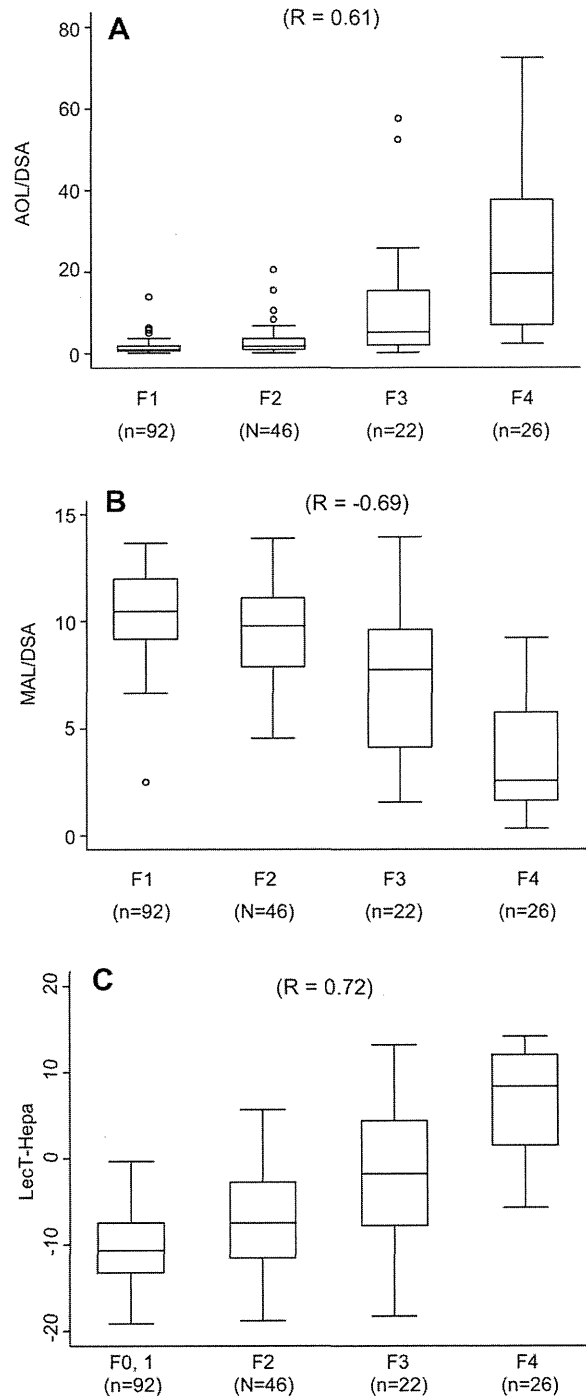 A
(R = 0.61)
80
60
40
20
0
AOL/DSA
F1 F2 F3 F4
(n=92) (N=46) (n=22) (n=26)
B
(R = -0.69)
15
10
5
0
MAL/DSA
F1 F2 F3 F4
(n=92) (N=46) (n=22) (n=26)
C
(R = 0.72)
20
10
0
-10
-20
LecT-Hepa
F0, 1 F2 F3 F4
(n=92) (N=46) (n=22) (n=26)